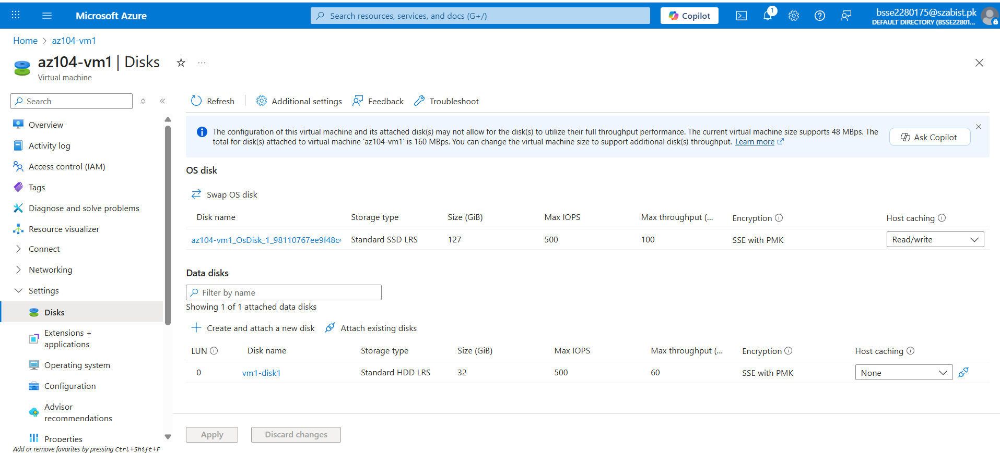 Microsoft Azure
Search resources, services, and docs (G+/)
Copilot
1
bsse2280175@szabist.pk
DEFAULT DIRECTORY (BSSE22801...
Home > az104-vm1
az104-vm1 | Disks
Virtual machine
Search
Refresh
Additional settings
Feedback
Troubleshoot
Overview
Activity log
Access control (IAM)
Tags
Diagnose and solve problems
Resource visualizer
Connect
Networking
Settings
Disks
Extensions +
applications
Operating system
Configuration
Advisor
recommendations
Properties
Add or remove favorites by pressing Ctrl+Shift+F
The configuration of this virtual machine and its attached disk(s) may not allow for the disk(s) to utilize their full throughput performance. The current virtual machine size supports 48 MBps. The
total for disk(s) attached to virtual machine 'az104-vm1' is 160 MBps. You can change the virtual machine size to support additional disk(s) throughput. Learn more
Ask Copilot
OS disk
Swap OS disk
Disk name Storage type Size (GiB) Max IOPS Max throughput (... Encryption Host caching
az104-vm1_OsDisk_1_98110767ee9f48c4 Standard SSD LRS 127 500 100 SSE with PMK Read/write
Data disks
Filter by name
Showing 1 of 1 attached data disks
Create and attach a new disk
Attach existing disks
LUN Disk name Storage type Size (GiB) Max IOPS Max throughput (... Encryption Host caching
0 vm1-disk1 Standard HDD LRS 32 500 60 SSE with PMK None
Apply
Discard changes